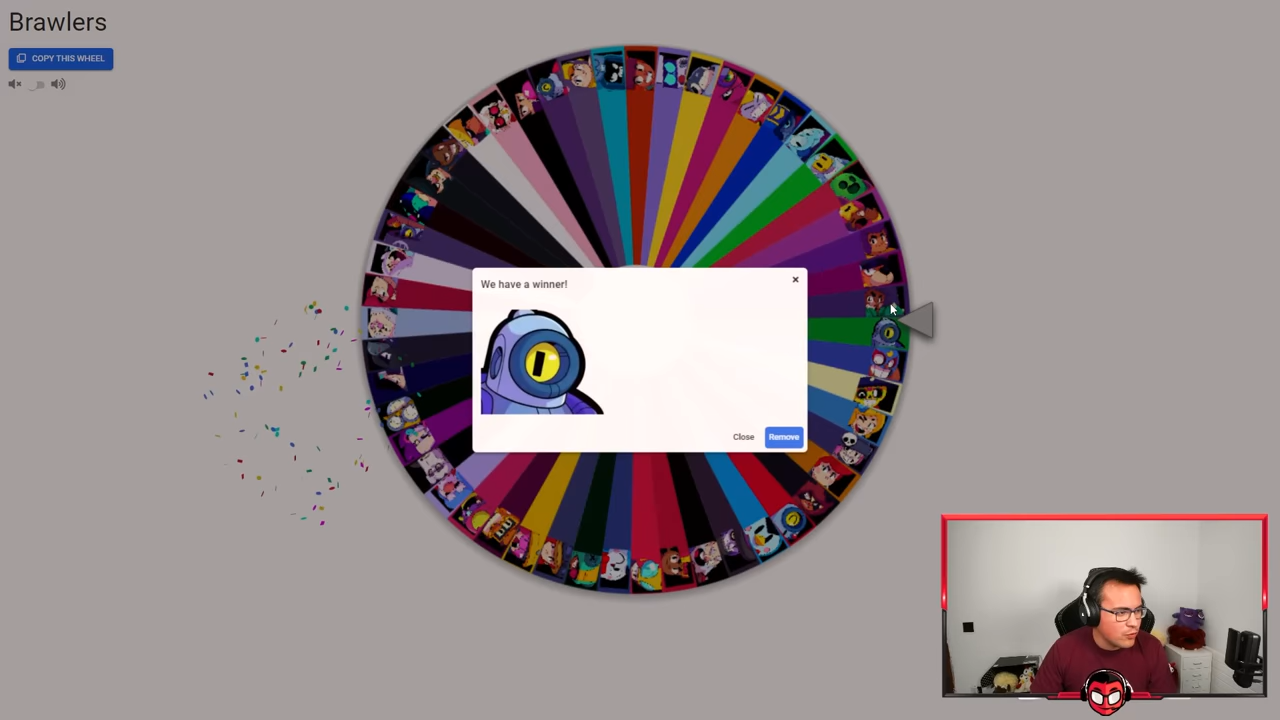 Brawlers
COPY THIS WHEEL
We have a winner!
×
Close
Remove